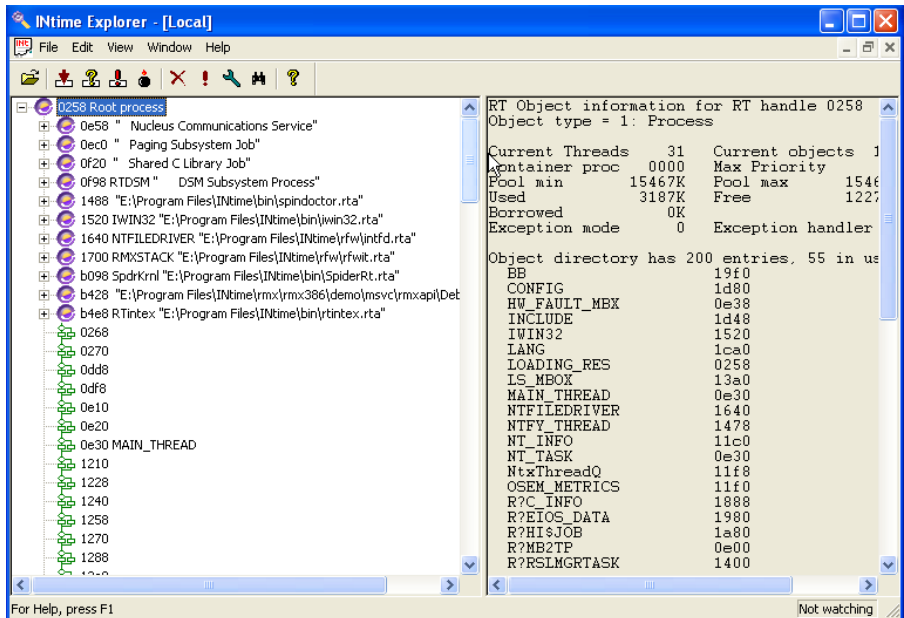 INtime Explorer - [Local]
File Edit View Window Help
0258 Root process
0e58 " Nucleus Communications Service"
0ec0 " Paging Subsystem Job"
0f20 " Shared C Library Job"
0f98 RTDSM " DSM Subsystem Process"
1488 "E:\Program Files\INtime\bin\spindoctor.rta"
1520 IWIN32 "E:\Program Files\INtime\bin\iwin32.rta"
1640 NTFILEDRIVER "E:\Program Files\INtime\rfw\intfd.rta"
1700 RMXSTACK "E:\Program Files\INtime\rfw\rfwit.rta"
b098 SpdrKrnl "E:\Program Files\INtime\bin\SpiderRt.rta"
b428 "E:\Program Files\INtime\rmx\rmx386\demo\msvc\rmxapi\Deb
b4e8 RTintex "E:\Program Files\INtime\bin\rtintex.rta"
0268
0270
0dd8
0df8
0e10
0e20
0e30 MAIN_THREAD
1210
1228
1240
1258
1270
1288
RT Object information for RT handle 0258
Object type = 1: Process
Current Threads 31 Current objects 1
Container proc 0000 Max Priority
Pool min 15467K Pool max 1546
Used 3187K Free 1227
Borrowed 0K
Exception mode 0 Exception handler
Object directory has 200 entries, 55 in us
BB 19f0
CONFIG 1d80
HW_FAULT_MBX 0e38
INCLUDE 1d48
IWIN32 1520
LANG 1ca0
LOADING_RES 0258
LS_MBOX 13a0
MAIN_THREAD 0e30
NTFILEDRIVER 1640
NTFY_THREAD 1478
NT_INFO 11c0
NT_TASK 0e30
NtxThreadQ 11f8
OSEM_METRICS 11f0
R?C_INFO 1888
R?EIOS_DATA 1980
R?HI$JOB 1a80
R?MB2TP 0e00
R?RSLMGRTASK 1400
For Help, press F1
Not watching